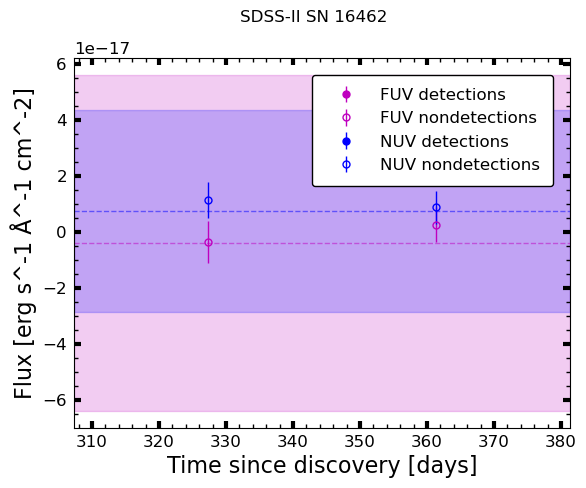 SDSS-II SN 16462
1e−17
FUV detections
FUV nondetections
NUV detections
NUV nondetections
6
4
2
0
−2
−4
−6
Flux [erg s^-1 Å^-1 cm^-2]
310 320 330 340 350 360 370 380
Time since discovery [days]